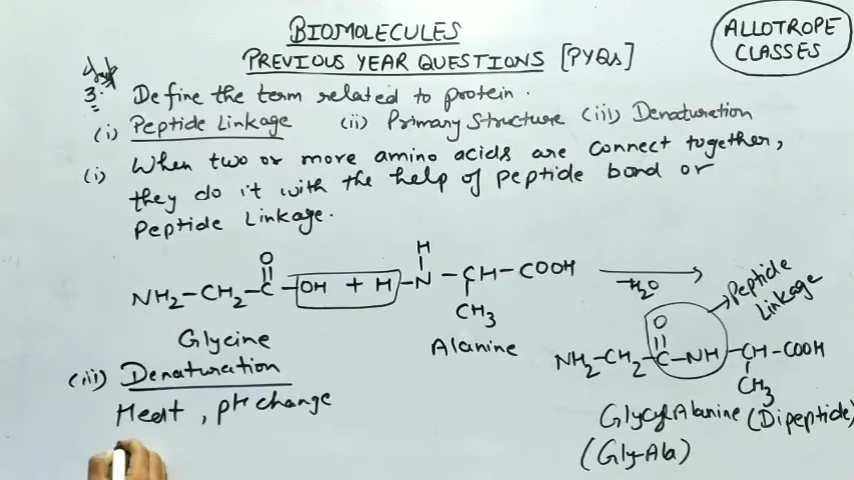 BIOMOLECULES
PREVIOUS YEAR QUESTIONS [PYQs]
ALLOTROPE
CLASSES
3. Define the term related to protein.
(i) Peptide Linkage (ii) Primary Structure (iii) Denaturation
(i) When two or more amino acids are connect together,
they do it with the help of peptide bond or
Peptide Linkage.
O H
NH2-CH2-C-OH + H-N-CH-COOH -H2O
CH3
Glycine Alanine
Peptide
Linkage
O
NH2-CH2-C-NH-CH-COOH
CH3
GlycylAlanine (Dipeptide)
(Gly-Ala)
(iii) Denaturation
Heat, pH change